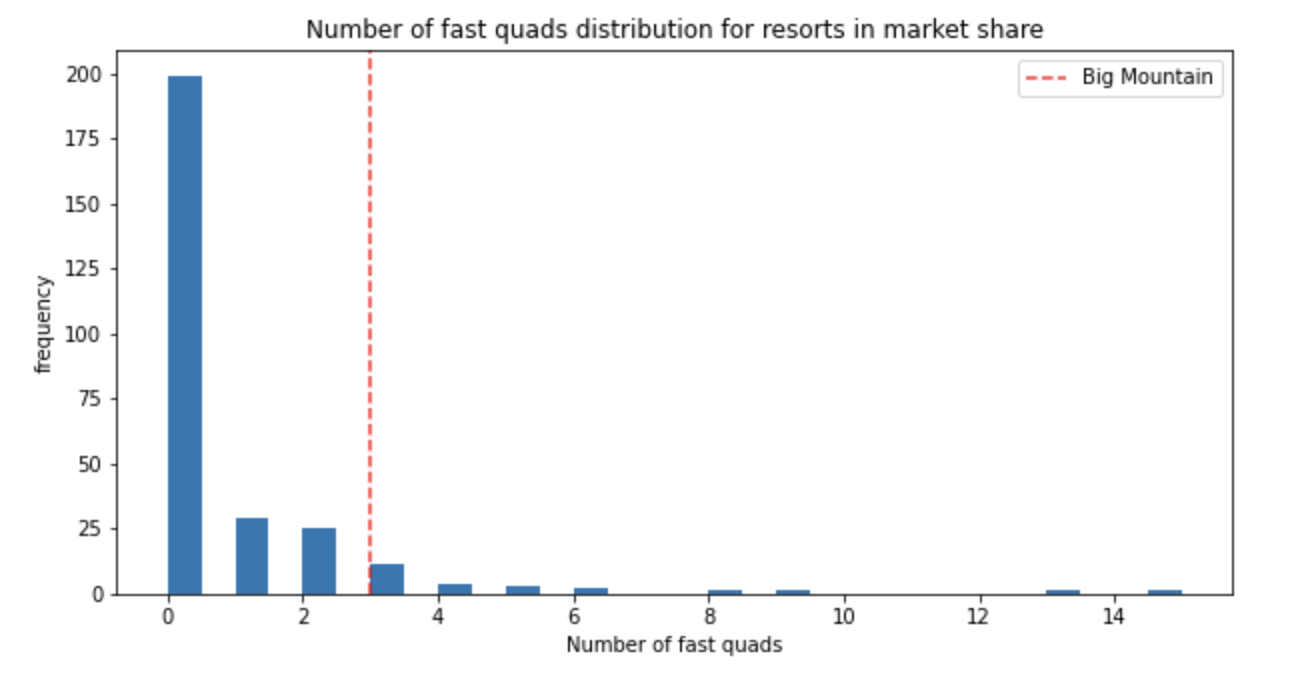 Number of fast quads distribution for resorts in market share
Big Mountain
200
175
150
125
100
75
50
25
0
frequency
0 2 4 6 8 10 12 14
Number of fast quads